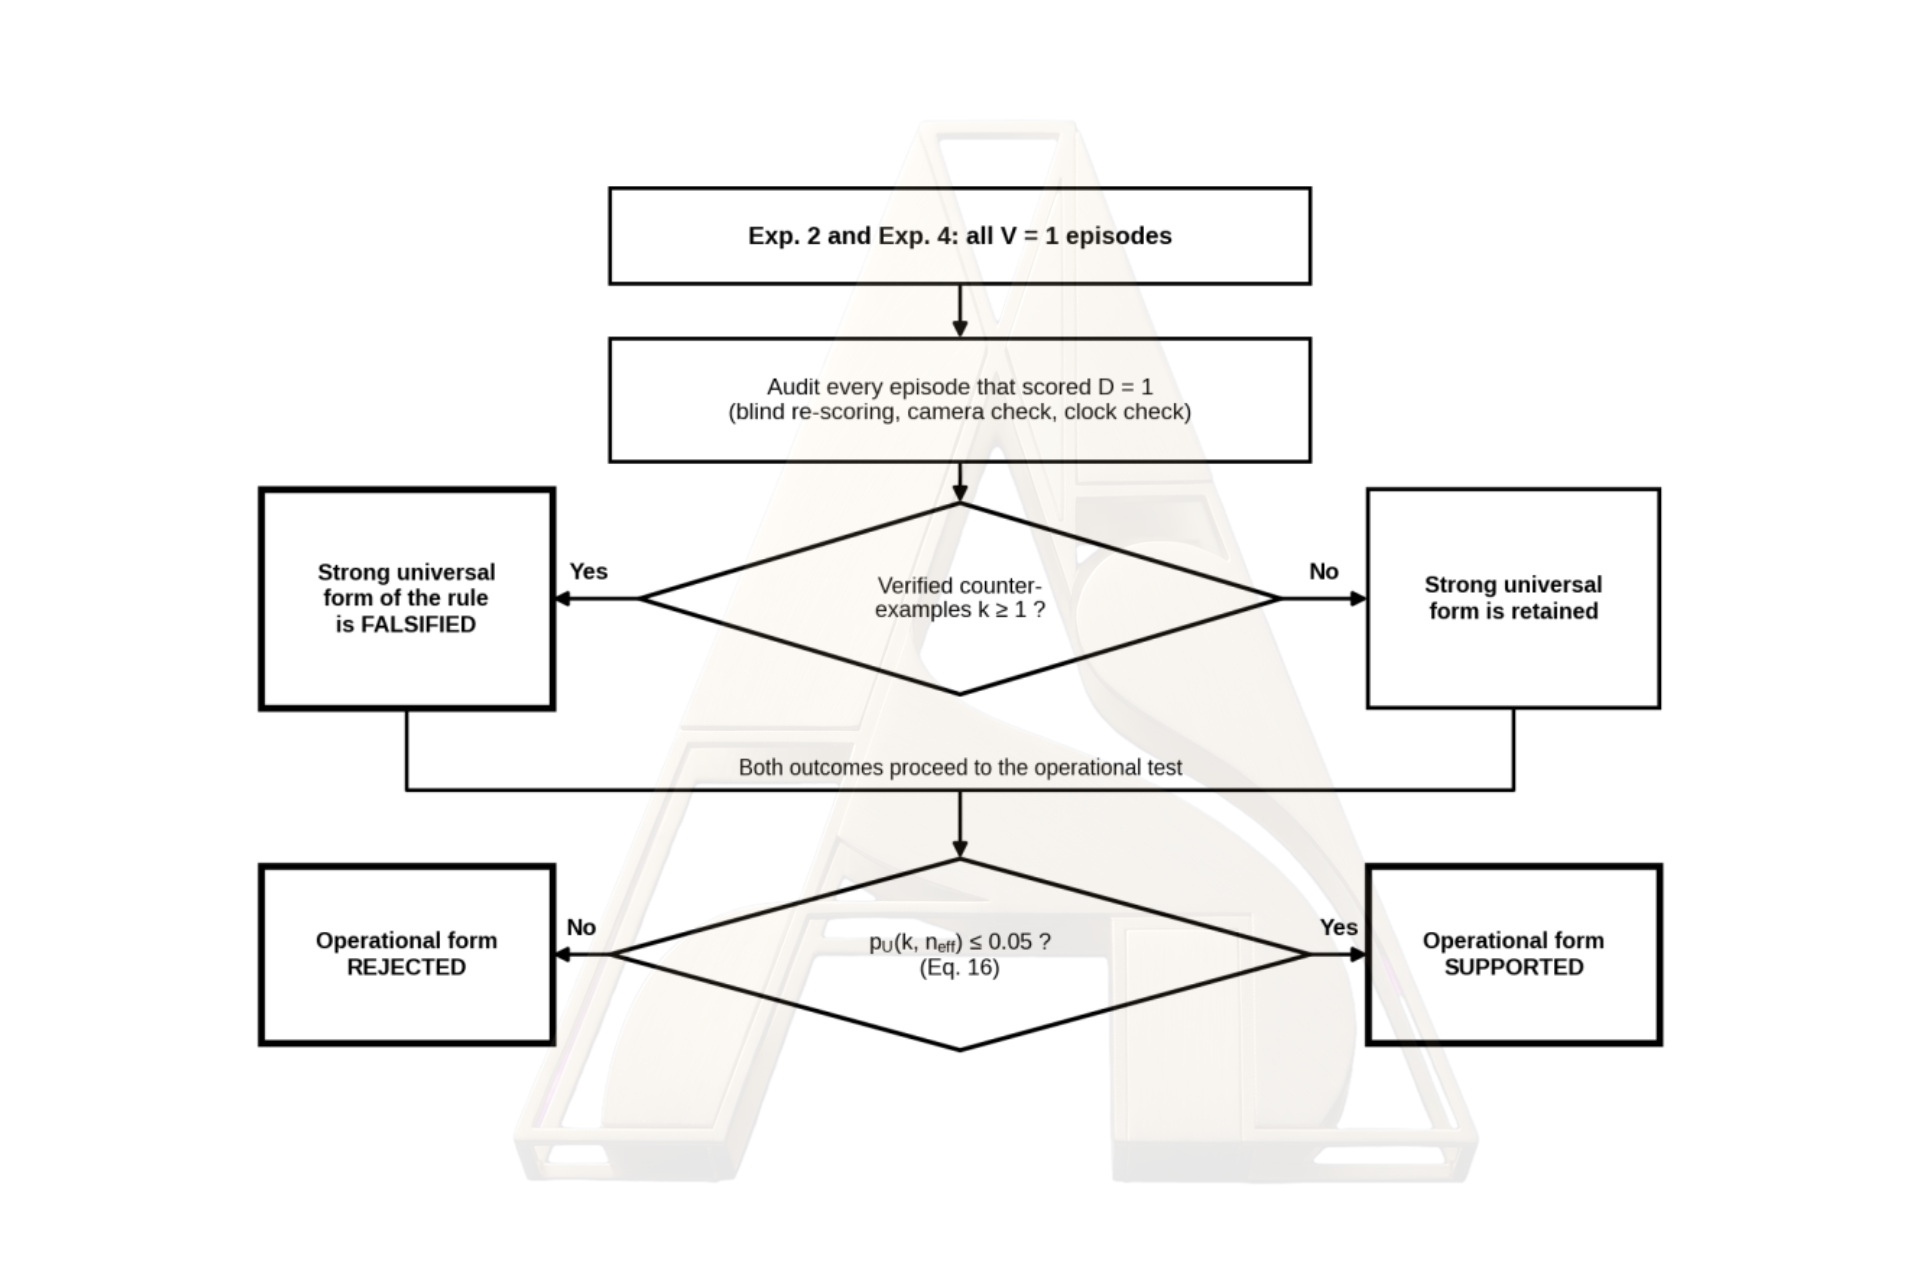 Exp. 2 and Exp. 4: all V = 1 episodes
Audit every episode that scored D = 1
(blind re-scoring, camera check, clock check)
Strong universal
form of the rule
is FALSIFIED
Yes
Verified counter-
examples k ≥ 1 ?
No
Strong universal
form is retained
Both outcomes proceed to the operational test
Operational form
REJECTED
No
pU(k, neff) ≤ 0.05 ?
(Eq. 16)
Yes
Operational form
SUPPORTED